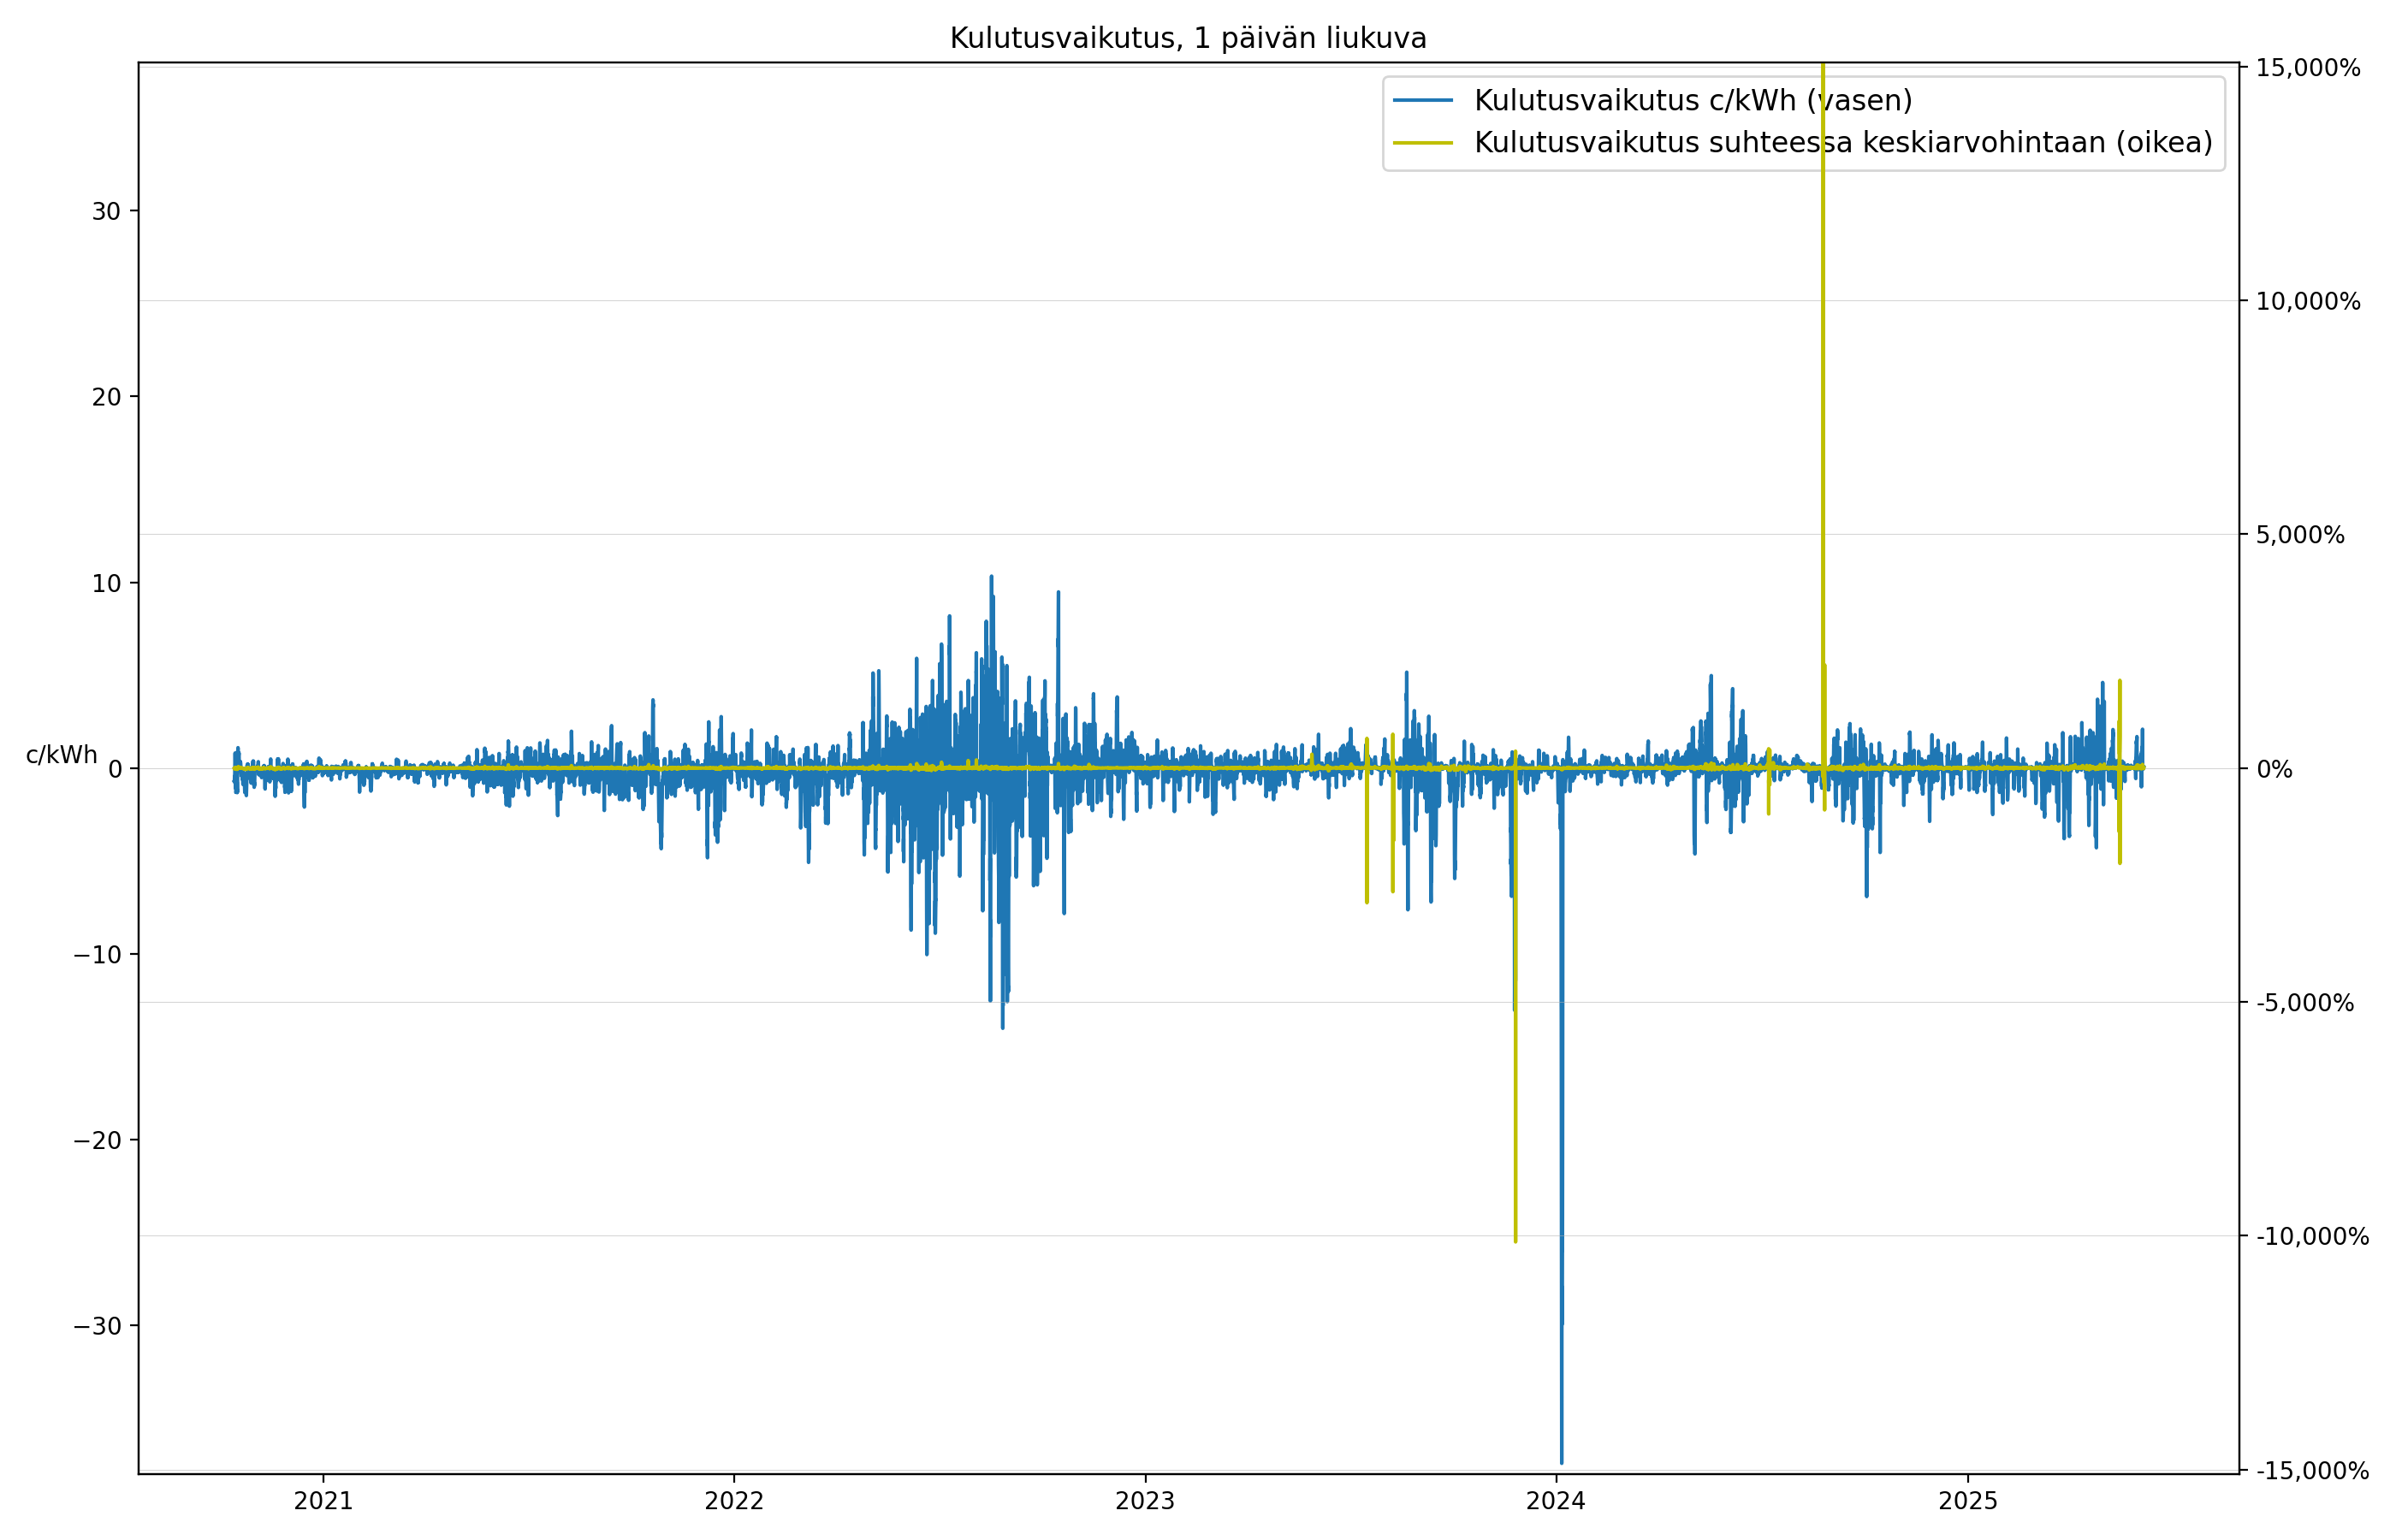 Kulutusvaikutus, 1 päivän liukuva
Kulutusvaikutus c/kWh (vasen)
Kulutusvaikutus suhteessa keskiarvohintaan (oikea)
30
20
10
c/kWh
0
−10
−20
−30
15,000%
10,000%
5,000%
0%
-5,000%
-10,000%
-15,000%
2021 2022 2023 2024 2025